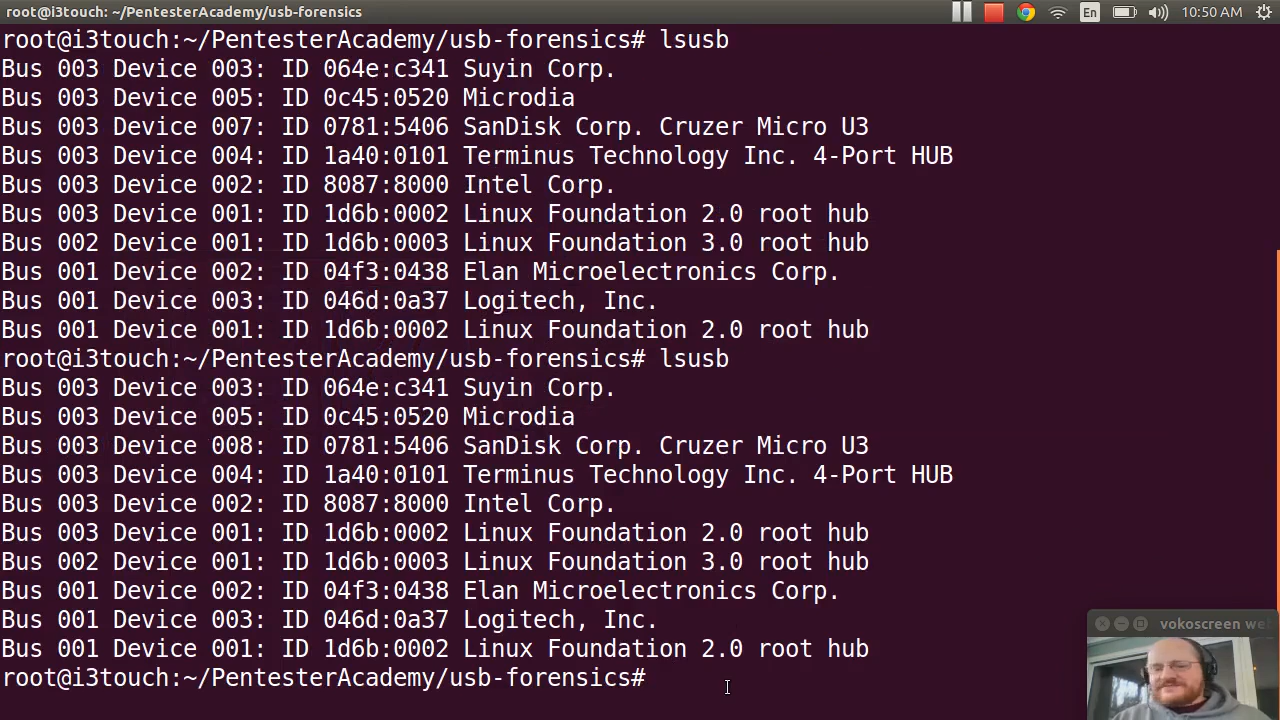 root@i3touch: ~/PentesterAcademy/usb-forensics
En
10:50 AM
root@i3touch:~/PentesterAcademy/usb-forensics# lsusb
Bus 003 Device 003: ID 064e:c341 Suyin Corp.
Bus 003 Device 005: ID 0c45:0520 Microdia
Bus 003 Device 007: ID 0781:5406 SanDisk Corp. Cruzer Micro U3
Bus 003 Device 004: ID 1a40:0101 Terminus Technology Inc. 4-Port HUB
Bus 003 Device 002: ID 8087:8000 Intel Corp.
Bus 003 Device 001: ID 1d6b:0002 Linux Foundation 2.0 root hub
Bus 002 Device 001: ID 1d6b:0003 Linux Foundation 3.0 root hub
Bus 001 Device 002: ID 04f3:0438 Elan Microelectronics Corp.
Bus 001 Device 003: ID 046d:0a37 Logitech, Inc.
Bus 001 Device 001: ID 1d6b:0002 Linux Foundation 2.0 root hub
root@i3touch:~/PentesterAcademy/usb-forensics# lsusb
Bus 003 Device 003: ID 064e:c341 Suyin Corp.
Bus 003 Device 005: ID 0c45:0520 Microdia
Bus 003 Device 008: ID 0781:5406 SanDisk Corp. Cruzer Micro U3
Bus 003 Device 004: ID 1a40:0101 Terminus Technology Inc. 4-Port HUB
Bus 003 Device 002: ID 8087:8000 Intel Corp.
Bus 003 Device 001: ID 1d6b:0002 Linux Foundation 2.0 root hub
Bus 002 Device 001: ID 1d6b:0003 Linux Foundation 3.0 root hub
Bus 001 Device 002: ID 04f3:0438 Elan Microelectronics Corp.
Bus 001 Device 003: ID 046d:0a37 Logitech, Inc.
Bus 001 Device 001: ID 1d6b:0002 Linux Foundation 2.0 root hub
root@i3touch:~/PentesterAcademy/usb-forensics#
vokoscreen we